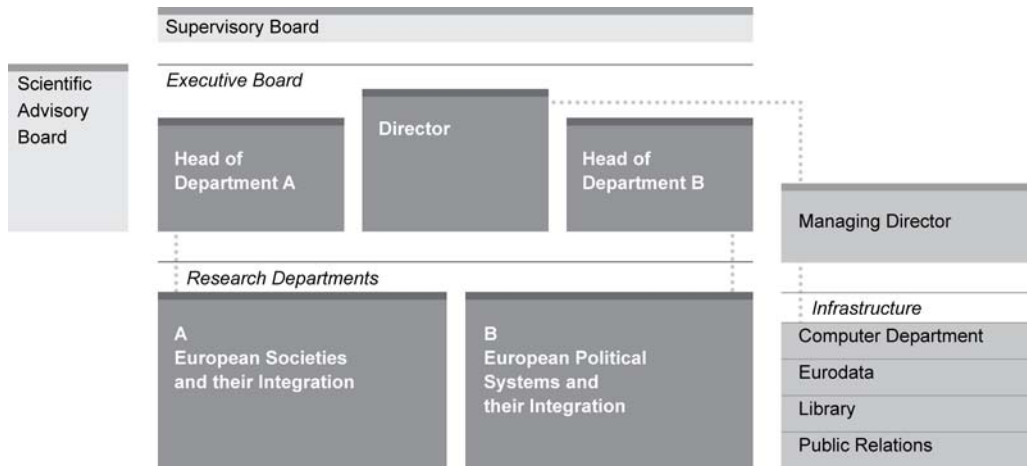 Supervisory Board
Scientific
Advisory
Board
Executive Board
Head of
Department A
Director
Head of
Department B
Managing Director
Research Departments
A
European Societies
and their Integration
B
European Political
Systems and
their Integration
Infrastructure
Computer Department
Eurodata
Library
Public Relations